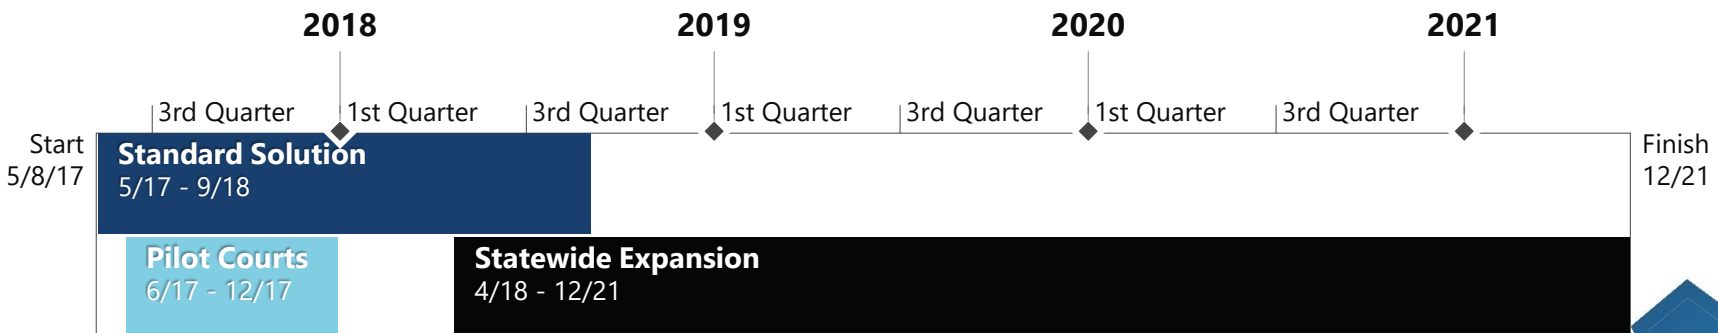 2018
2019
2020
2021
3rd Quarter
1st Quarter
3rd Quarter
1st Quarter
3rd Quarter
1st Quarter
3rd Quarter
Start
5/8/17
Finish
12/21
Standard Solution
5/17 - 9/18
Pilot Courts
6/17 - 12/17
Statewide Expansion
4/18 - 12/21